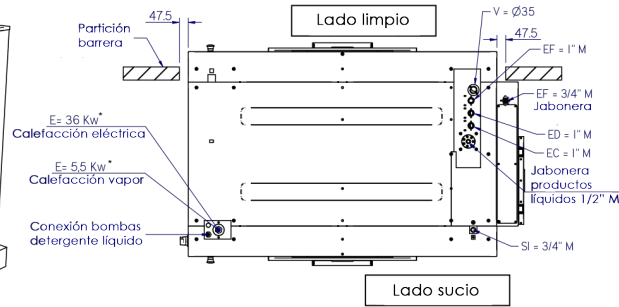 Lado limpio
V = Ø35
47.5
47.5
Partición
barrera
EF = 1" M
EF = 3/4" M
Jabonera
E= 36 Kw*
Calefacción eléctrica
ED = 1" M
EC = 1" M
E= 5,5 Kw*
Calefacción vapor
Jabonera
productos
líquidos 1/2" M
Conexión bombas
detergente líquido
SI = 3/4" M
Lado sucio